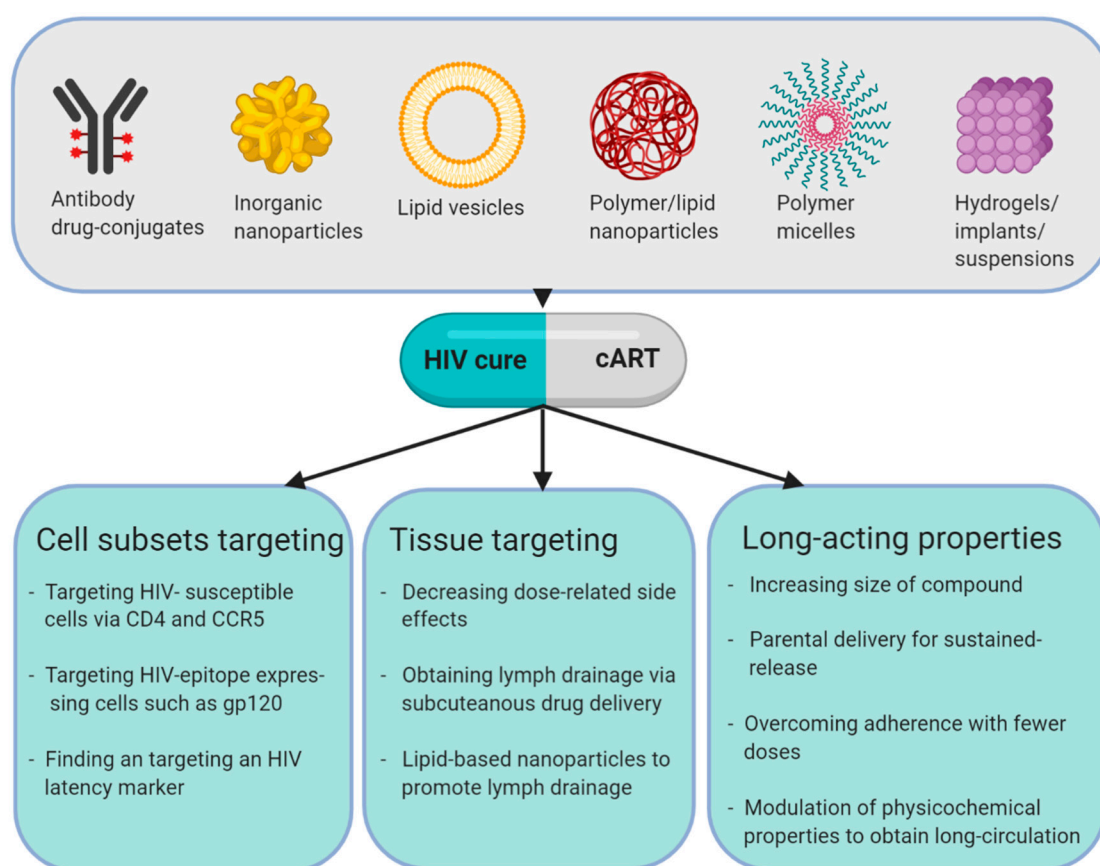 Antibody
drug-conjugates
Inorganic
nanoparticles
Lipid vesicles
Polymer/lipid
nanoparticles
Polymer
micelles
Hydrogels/
implants/
suspensions
HIV cure
cART
Cell subsets targeting
- Targeting HIV- susceptible
cells via CD4 and CCR5
- Targeting HIV-epitope expres-
sing cells such as gp120
- Finding an targeting an HIV
latency marker
Tissue targeting
- Decreasing dose-related side
effects
- Obtaining lymph drainage via
subcuteanous drug delivery
- Lipid-based nanoparticles to
promote lymph drainage
Long-acting properties
- Increasing size of compound
- Parental delivery for sustained-
release
- Overcoming adherence with fewer
doses
- Modulation of physicochemical
properties to obtain long-circulation